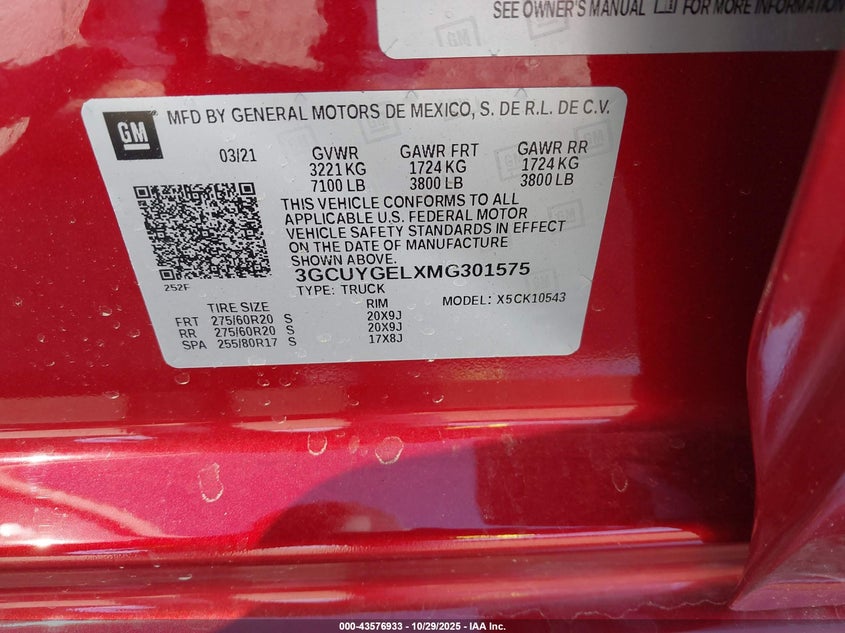 SEE OWNER'S MANUAL FOR MORE INFORMATION
GM
MFD BY GENERAL MOTORS DE MEXICO, S. DE R.L. DE C.V.
03/21 GVWR GAWR FRT GAWR RR
3221 KG 1724 KG 1724 KG
7100 LB 3800 LB 3800 LB
THIS VEHICLE CONFORMS TO ALL
APPLICABLE U.S. FEDERAL MOTOR
VEHICLE SAFETY STANDARDS IN EFFECT
ON THE DATE OF MANUFACTURE
SHOWN ABOVE.
3GCUYGELXMG301575
252F
TYPE: TRUCK MODEL: X5CK10543
TIRE SIZE RIM
FRT 275/60R20 S 20X9J
RR 275/60R20 S 20X9J
SPA 255/80R17 S 17X8J
000-43576933 - 10/29/2025 - IAA Inc.